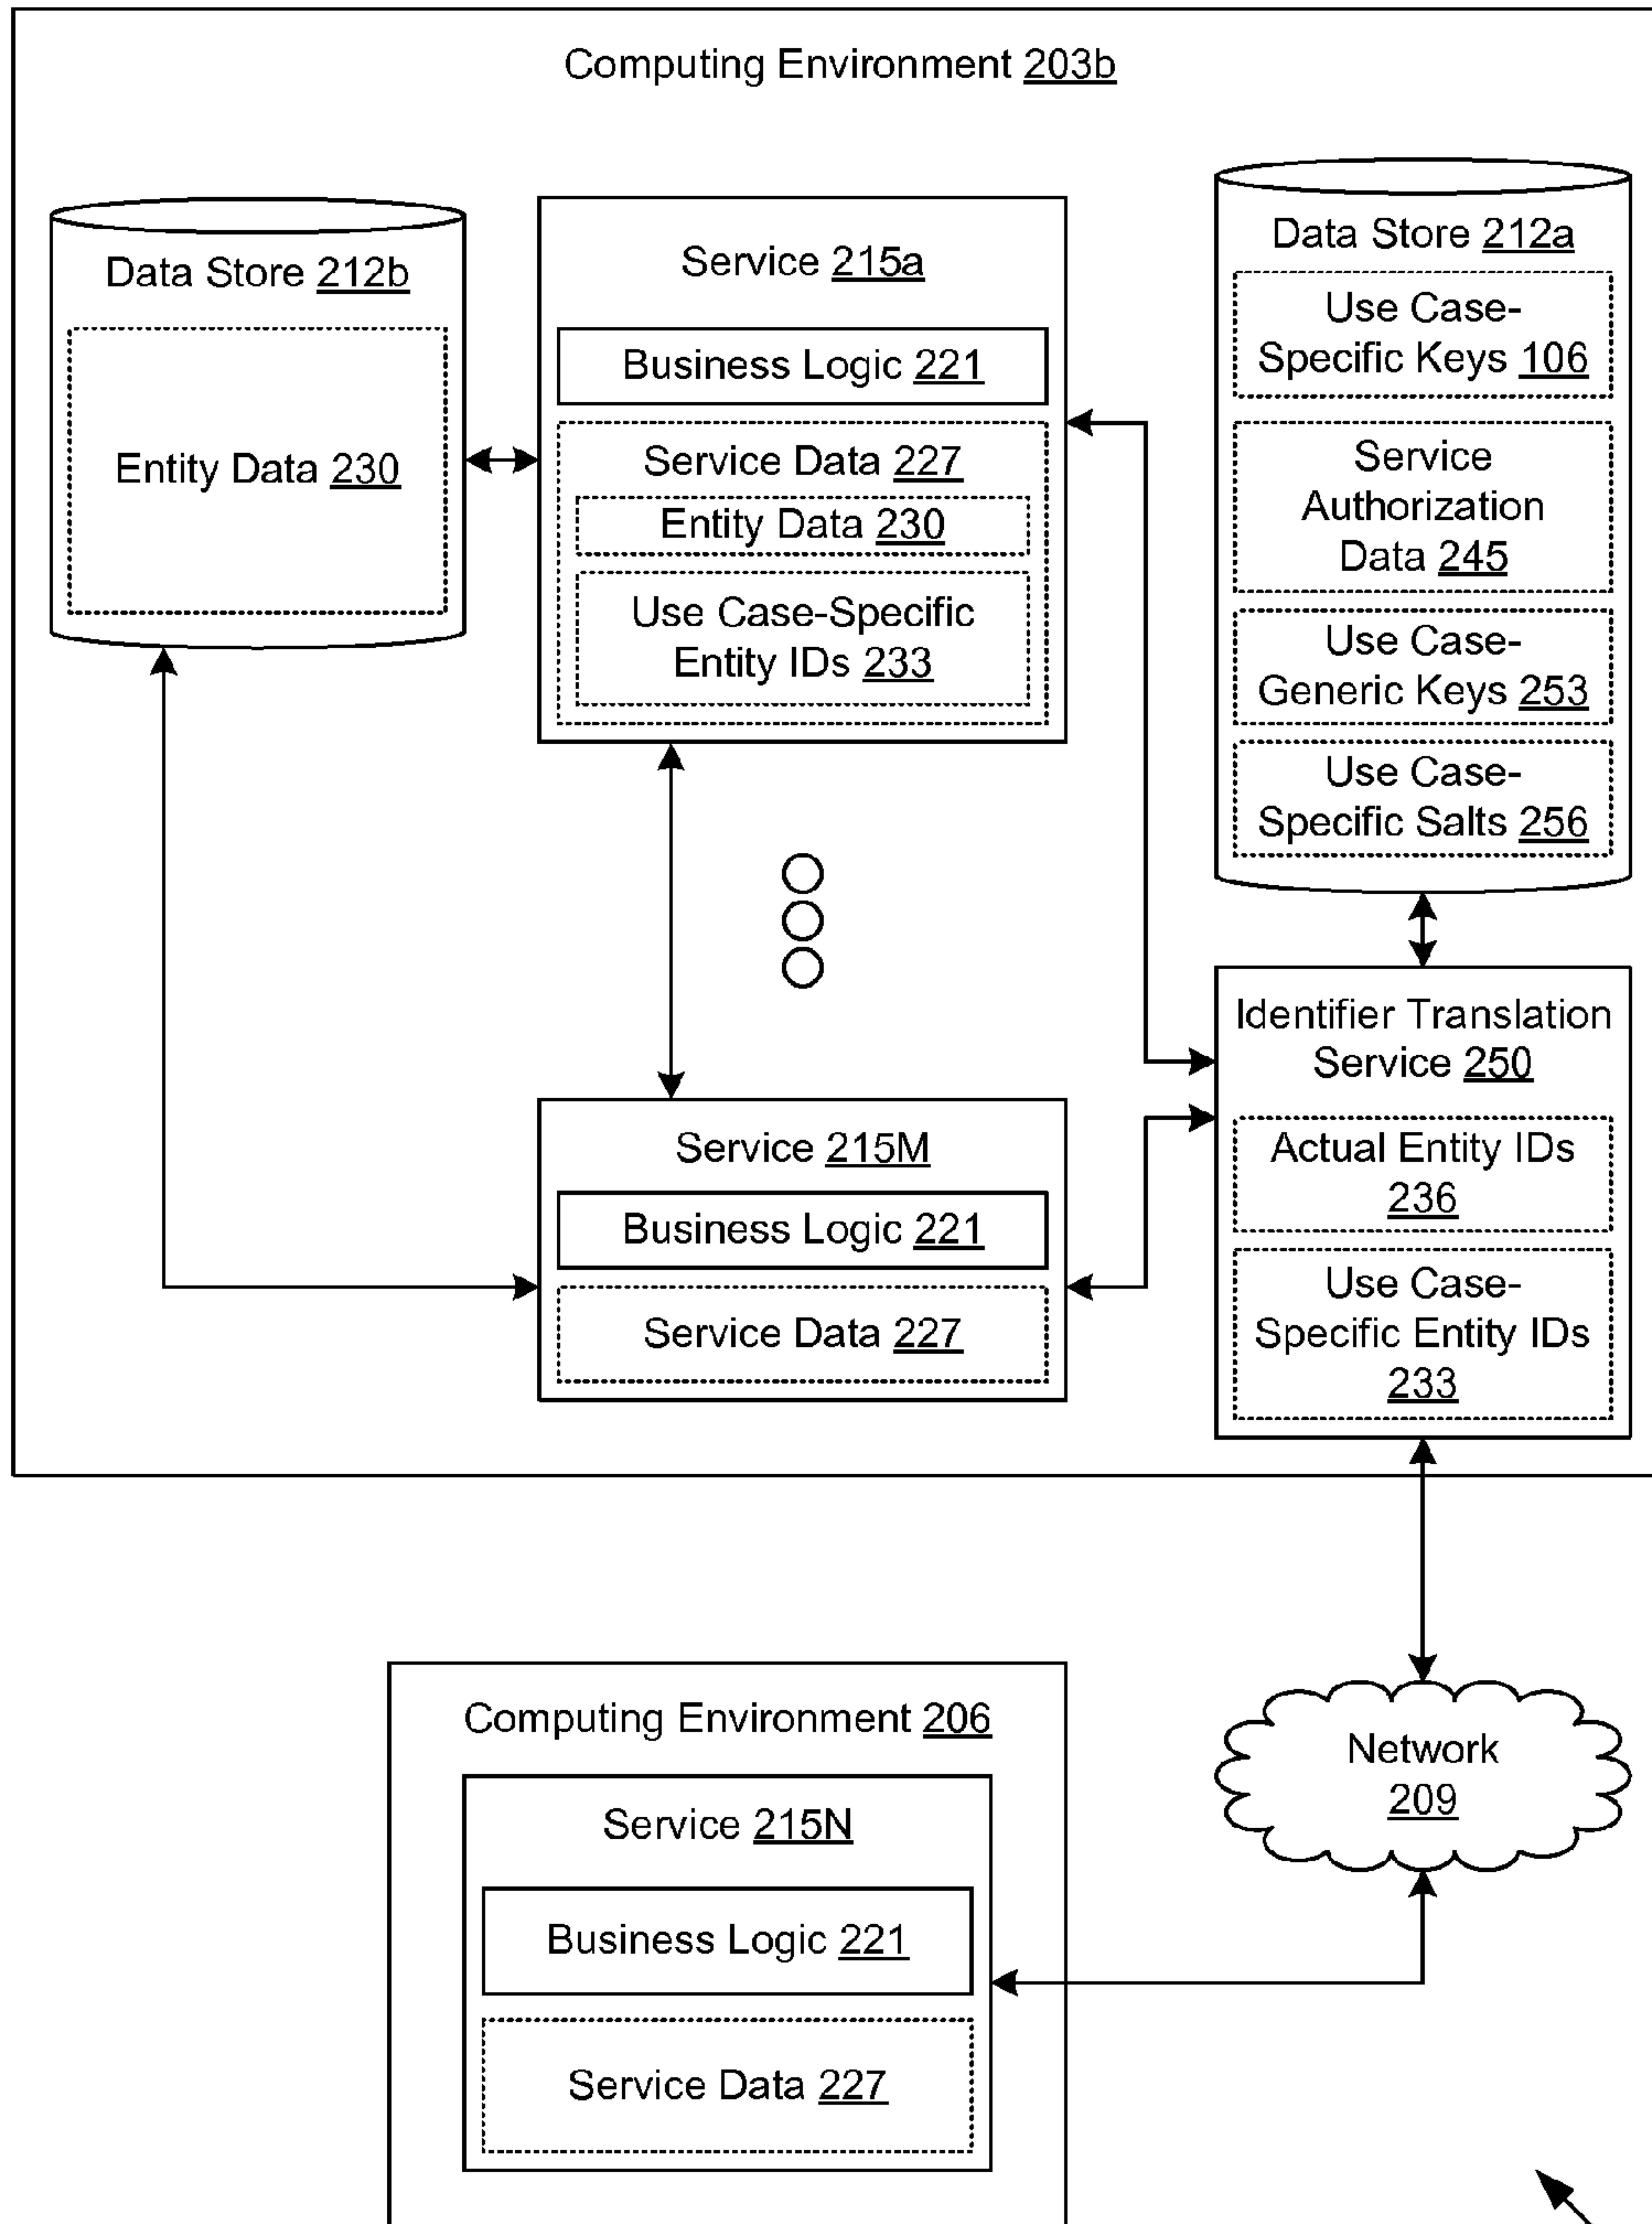 Computing Environment 203b
Data Store 212b
Entity Data 230
Service 215a
Business Logic 221
Service Data 227
Entity Data 230
Use Case-Specific
Entity IDs 233
Data Store 212a
Use Case-
Specific Keys 106
Service
Authorization
Data 245
Use Case-
Generic Keys 253
Use Case-
Specific Salts 256
Identifier Translation
Service 250
Actual Entity IDs
236
Use Case-
Specific Entity IDs
233
Service 215M
Business Logic 221
Service Data 227
Computing Environment 206
Service 215N
Business Logic 221
Service Data 227
Network
209